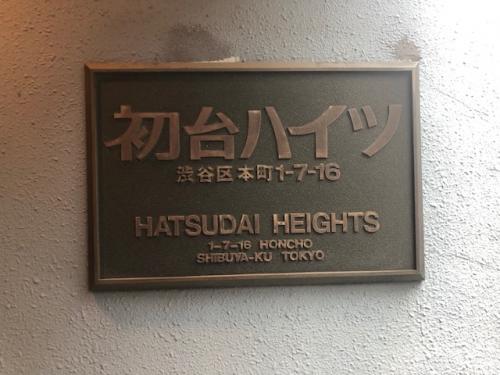 初台ハイツ
渋谷区本町1-7-16
HATSUDAI HEIGHTS
1-7-16 HONCHO
SHIBUYA-KU TOKYO